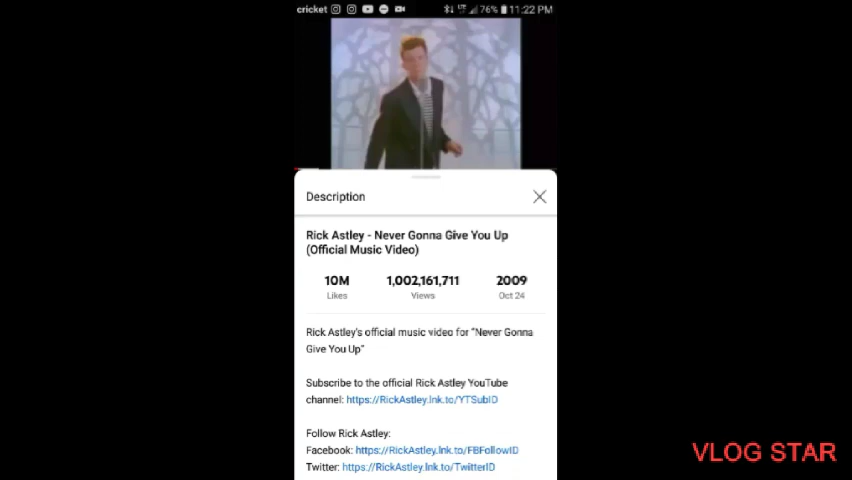 cricket 76% 11:22 PM
Description
Rick Astley - Never Gonna Give You Up
(Official Music Video)
10M 1,002,161,711 2009
Likes Views Oct 24
Rick Astley's official music video for “Never Gonna
Give You Up”
Subscribe to the official Rick Astley YouTube
channel: https://RickAstley.lnk.to/YTSubID
Follow Rick Astley:
Facebook: https://RickAstley.lnk.to/FBFollowID
Twitter: https://RickAstley.lnk.to/TwitterID
VLOG STAR